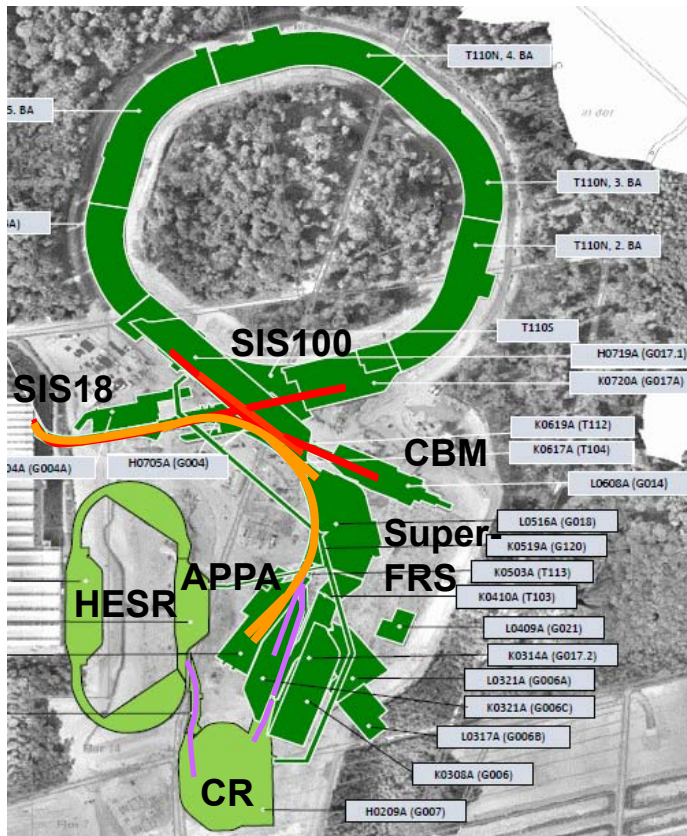 T110N, 4. BA
5. BA
in der
T110N, 3. BA
T110N, 2. BA
T110S
SIS100
H0719A (G017.1)
SIS18
K0720A (G017A)
K0619A (T112)
CBM
K0617A (T104)
04A (G004A)
H0705A (G004)
L0608A (G014)
L0516A (G018)
Super-
FRS
K0519A (G120)
APPA
K0503A (T113)
HESR
K0410A (T103)
L0409A (G021)
K0314A (G017.2)
L0321A (G006A)
K0321A (G006C)
L0317A (G006B)
K0308A (G006)
CR
H0209A (G007)